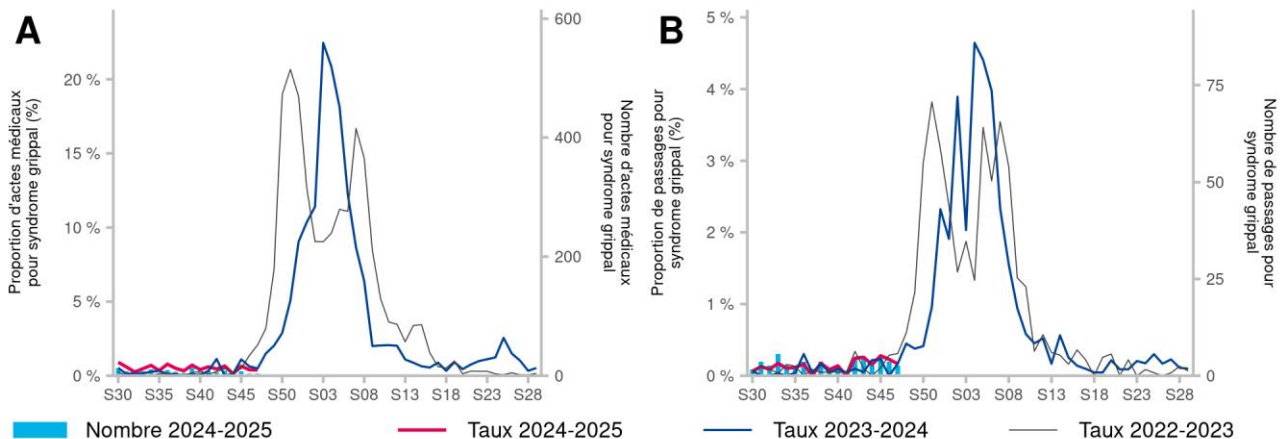 A
Proportion d'actes médicaux
pour syndrome grippal (%)
20 %
15 %
10 %
5 %
0 %
600
400
200
0
Nombre d'actes médicaux
pour syndrome grippal
S30 S35 S40 S45 S50 S03 S08 S13 S18 S23 S28
B
Proportion de passages pour
syndrome grippal (%)
5 %
4 %
3 %
2 %
1 %
0 %
75
50
25
0
Nombre de passages pour
syndrome grippal
S30 S35 S40 S45 S50 S03 S08 S13 S18 S23 S28
Nombre 2024-2025 Taux 2024-2025 Taux 2023-2024 Taux 2022-2023